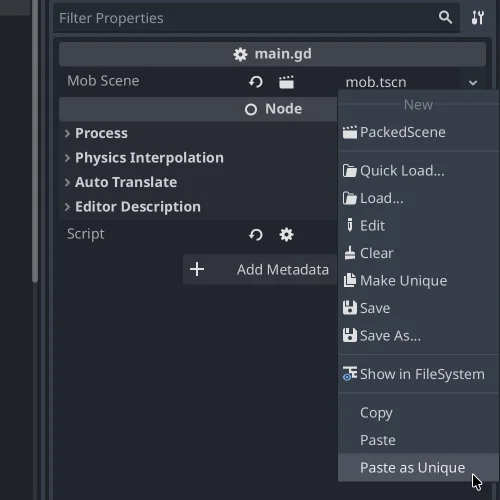 Filter Properties
main.gd
Mob Scene mob.tscn
Node
New
PackedScene
Process
Physics Interpolation
Auto Translate
Editor Description
Script
Add Metadata
Quick Load...
Load...
Edit
Clear
Make Unique
Save
Save As...
Show in FileSystem
Copy
Paste
Paste as Unique